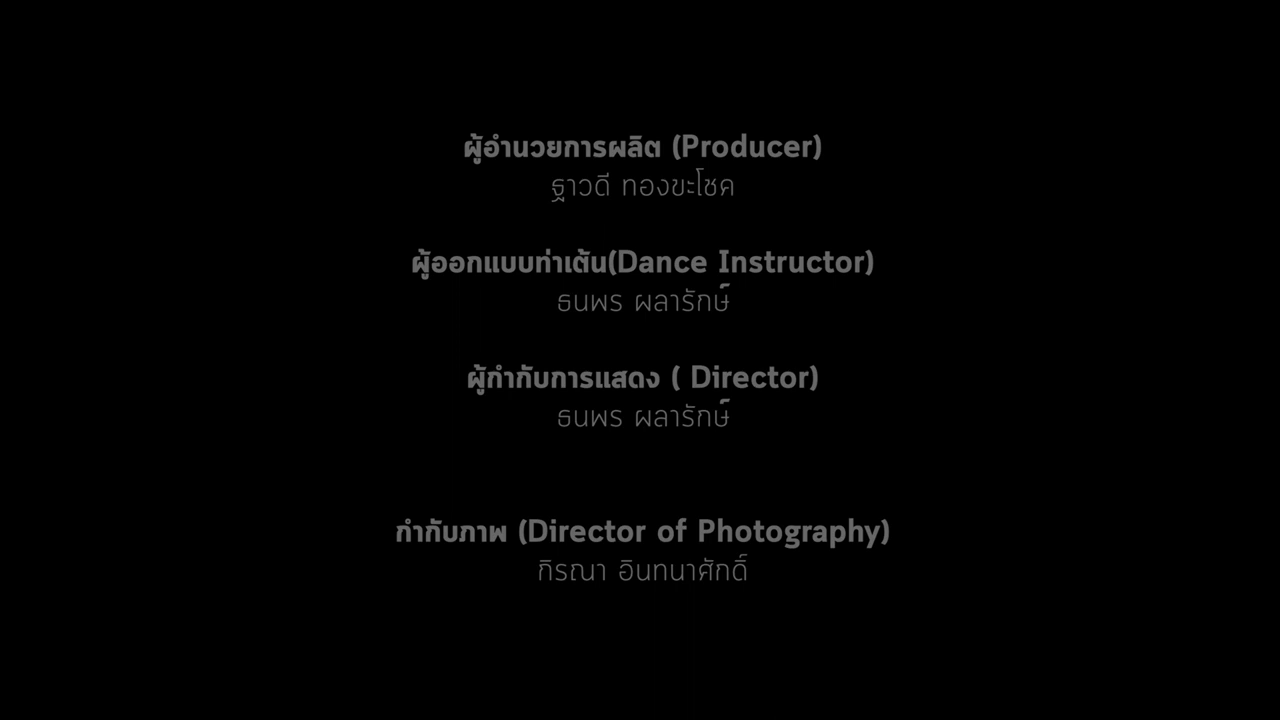 ผู้อำนวยการผลิต (Producer)
ฐาวดี ทองขะโชค
ผู้ออกแบบท่าเต้น(Dance Instructor)
ธนพร ผลารักษ์
ผู้กำกับการแสดง ( Director)
ธนพร ผลารักษ์
กำกับภาพ (Director of Photography)
กิรณา อินทนาศักดิ์